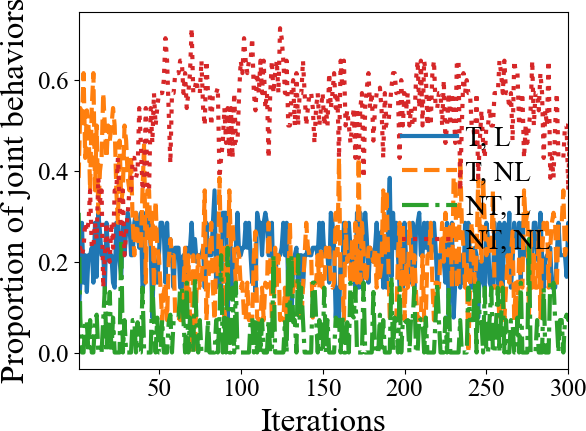 Proportion of joint behaviors
0.6
0.4
0.2
0.0
T, L
T, NL
NT, L
NT, NL
50
100
150
200
250
300
Iterations